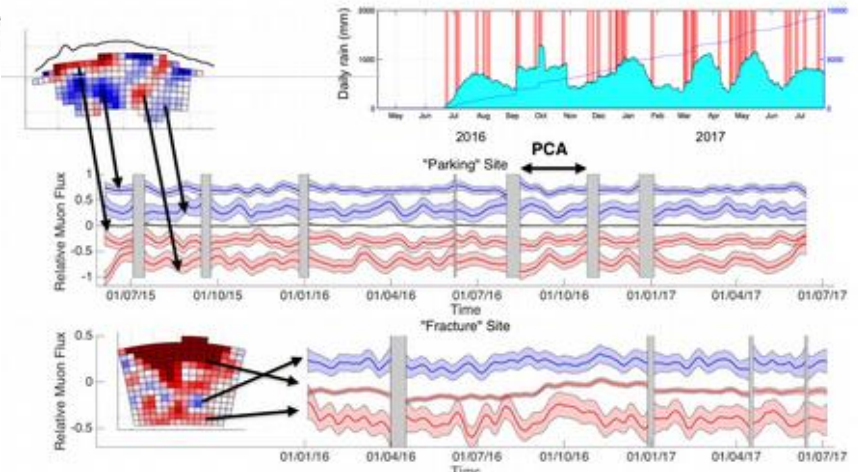 Daily rain (mm)
2000
1000
0
10000
5000
0
May Jun Jul Aug Sep Oct Nov Dec Jan Feb Mar Apr May Jun Jul
2016 2017
PCA
"Parking" Site
Relative Muon Flux
1
0.5
0
-0.5
-1
01/07/15 01/10/15 01/01/16 01/04/16 01/07/16 01/10/16 01/01/17 01/04/17 01/07/17
Time
"Fracture" Site
Relative Muon Flux
0.5
0
-0.5
01/01/16 01/04/16 01/07/16 01/10/16 01/01/17 01/04/17 01/07/17
Time